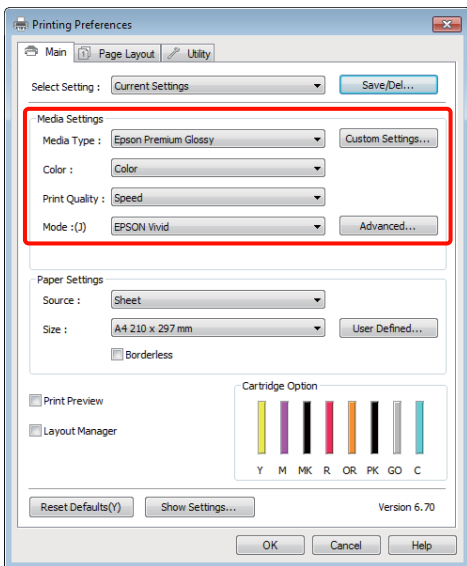 Printing Preferences
Main Page Layout Utility
Select Setting : Current Settings Save/Del...
Media Settings
Media Type : Epson Premium Glossy Custom Settings...
Color : Color
Print Quality : Speed
Mode :(J) EPSON Vivid Advanced...
Paper Settings
Source : Sheet
Size : A4 210 x 297 mm User Defined...
Borderless
Print Preview
Layout Manager
Cartridge Option
Y M MK R OR PK GO C
Reset Defaults(Y) Show Settings... Version 6.70
OK Cancel Help